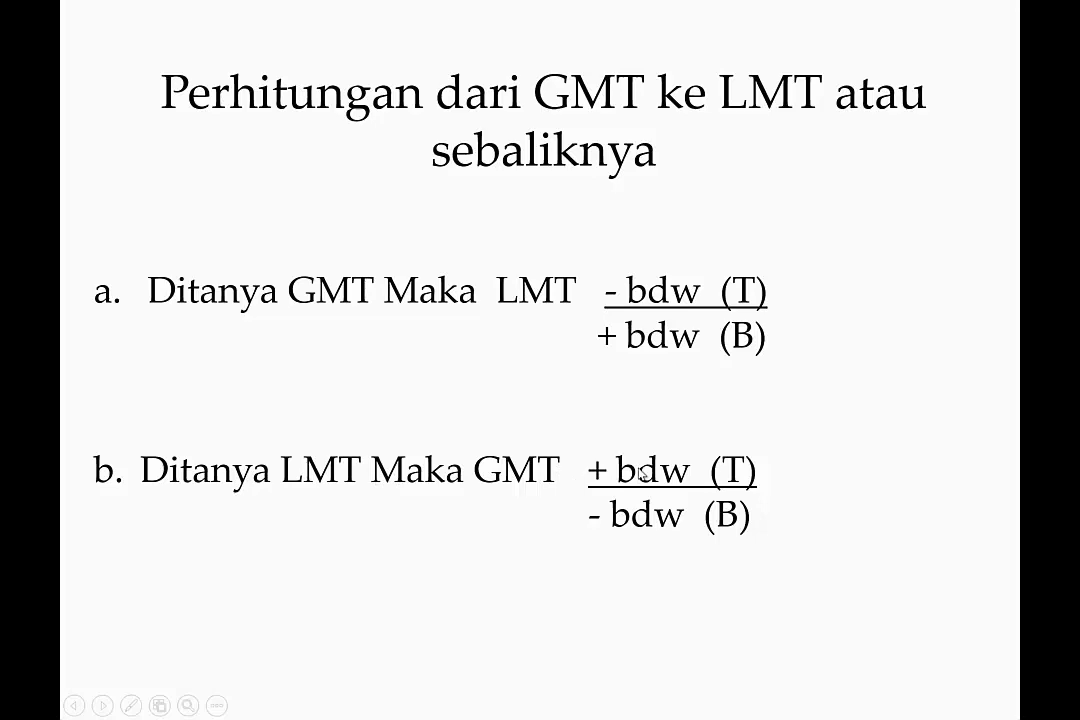 Perhitungan dari GMT ke LMT atau
sebaliknya
a. Ditanya GMT Maka LMT - bdw (T)
+ bdw (B)
b. Ditanya LMT Maka GMT + bdw (T)
- bdw (B)